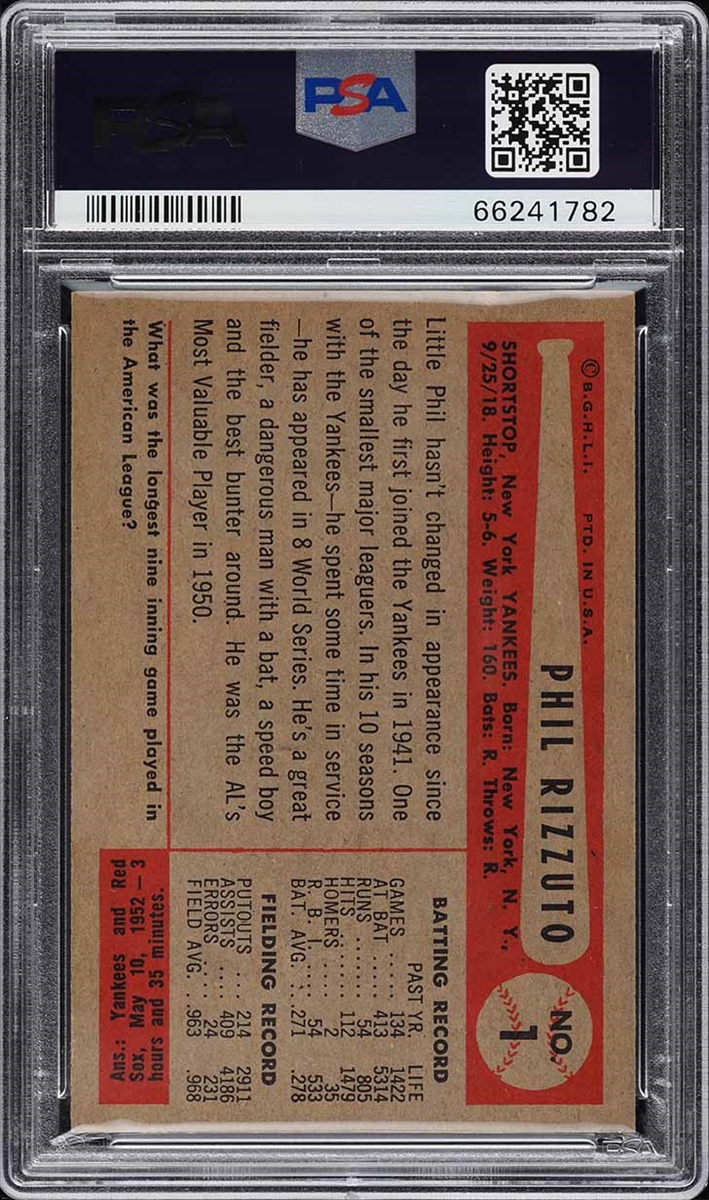 PSA
PSA
66241782
© B.G.H.L.I. PTD. IN U.S.A.
PHIL RIZZUTO
NO.
1
SHORTSTOP, New York YANKEES. Born: New York, N. Y.,
9/25/18. Height: 5-6. Weight: 160. Bats: R. Throws: R.
Little Phil hasn't changed in appearance since
the day he first joined the Yankees in 1941. One
of the smallest major leaguers. In his 10 seasons
with the Yankees—he spent some time in service
—he has appeared in 8 World Series. He's a great
fielder, a dangerous man with a bat, a speed boy
and the best bunter around. He was the AL's
Most Valuable Player in 1950.
BATTING RECORD
PAST YR. LIFE
GAMES ..... 134 1422
AT BAT ..... 413 5314
RUNS ...... 54 805
HITS ....... 112 1479
HOMERS .... 2 35
R. B. I. ..... 54 533
BAT. AVG. .. .271 .278
FIELDING RECORD
PUTOUTS ... 214 2911
ASSISTS .... 409 4186
ERRORS .... 24 231
FIELD AVG. . .963 .968
What was the longest nine inning game played in
the American League?
Ans.: Yankees and Red
Sox, May 10, 1952 — 3
hours and 35 minutes.
PSA